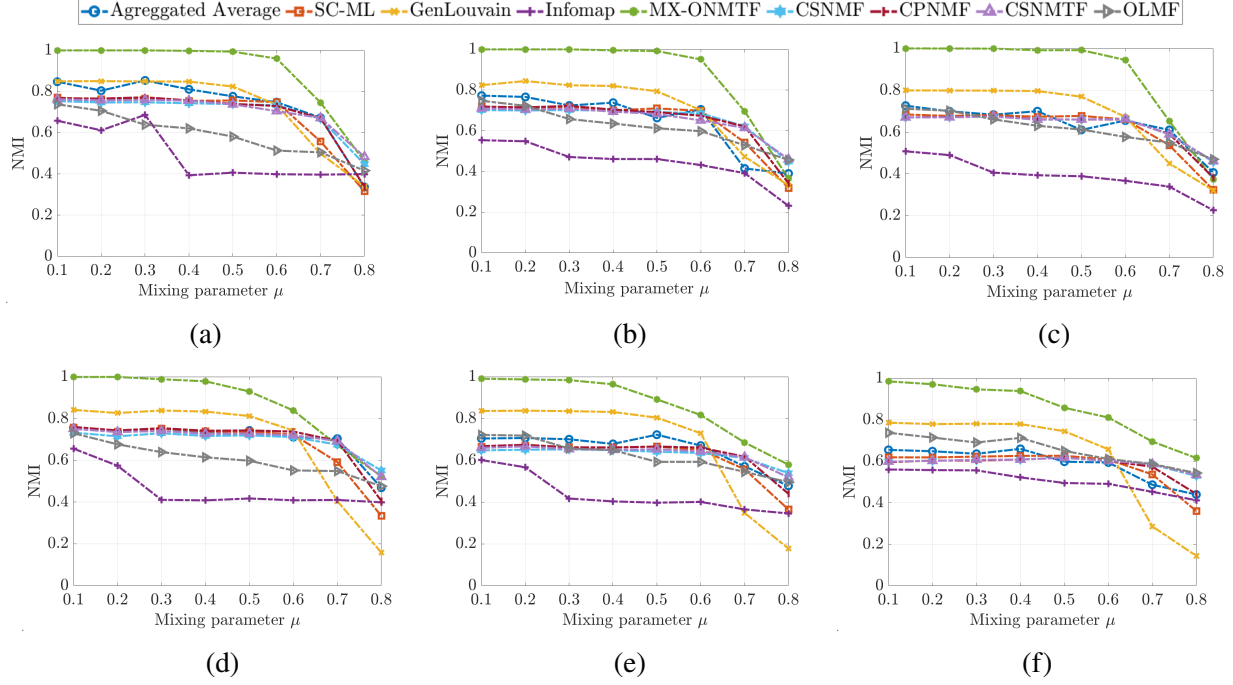 Agreggated Average SC-ML GenLouvain Infomap MX-ONMTF CSNMF CPNMF CSNMTF OLMF
1
0.8
0.6
0.4
0.2
0
NMI
0.1 0.2 0.3 0.4 0.5 0.6 0.7 0.8
Mixing parameter μ
(a)
1
0.8
0.6
0.4
0.2
0
NMI
0.1 0.2 0.3 0.4 0.5 0.6 0.7 0.8
Mixing parameter μ
(b)
1
0.8
0.6
0.4
0.2
0
NMI
0.1 0.2 0.3 0.4 0.5 0.6 0.7 0.8
Mixing parameter μ
(c)
1
0.8
0.6
0.4
0.2
0
NMI
0.1 0.2 0.3 0.4 0.5 0.6 0.7 0.8
Mixing parameter μ
(d)
1
0.8
0.6
0.4
0.2
0
NMI
0.1 0.2 0.3 0.4 0.5 0.6 0.7 0.8
Mixing parameter μ
(e)
1
0.8
0.6
0.4
0.2
0
NMI
0.1 0.2 0.3 0.4 0.5 0.6 0.7 0.8
Mixing parameter μ
(f)